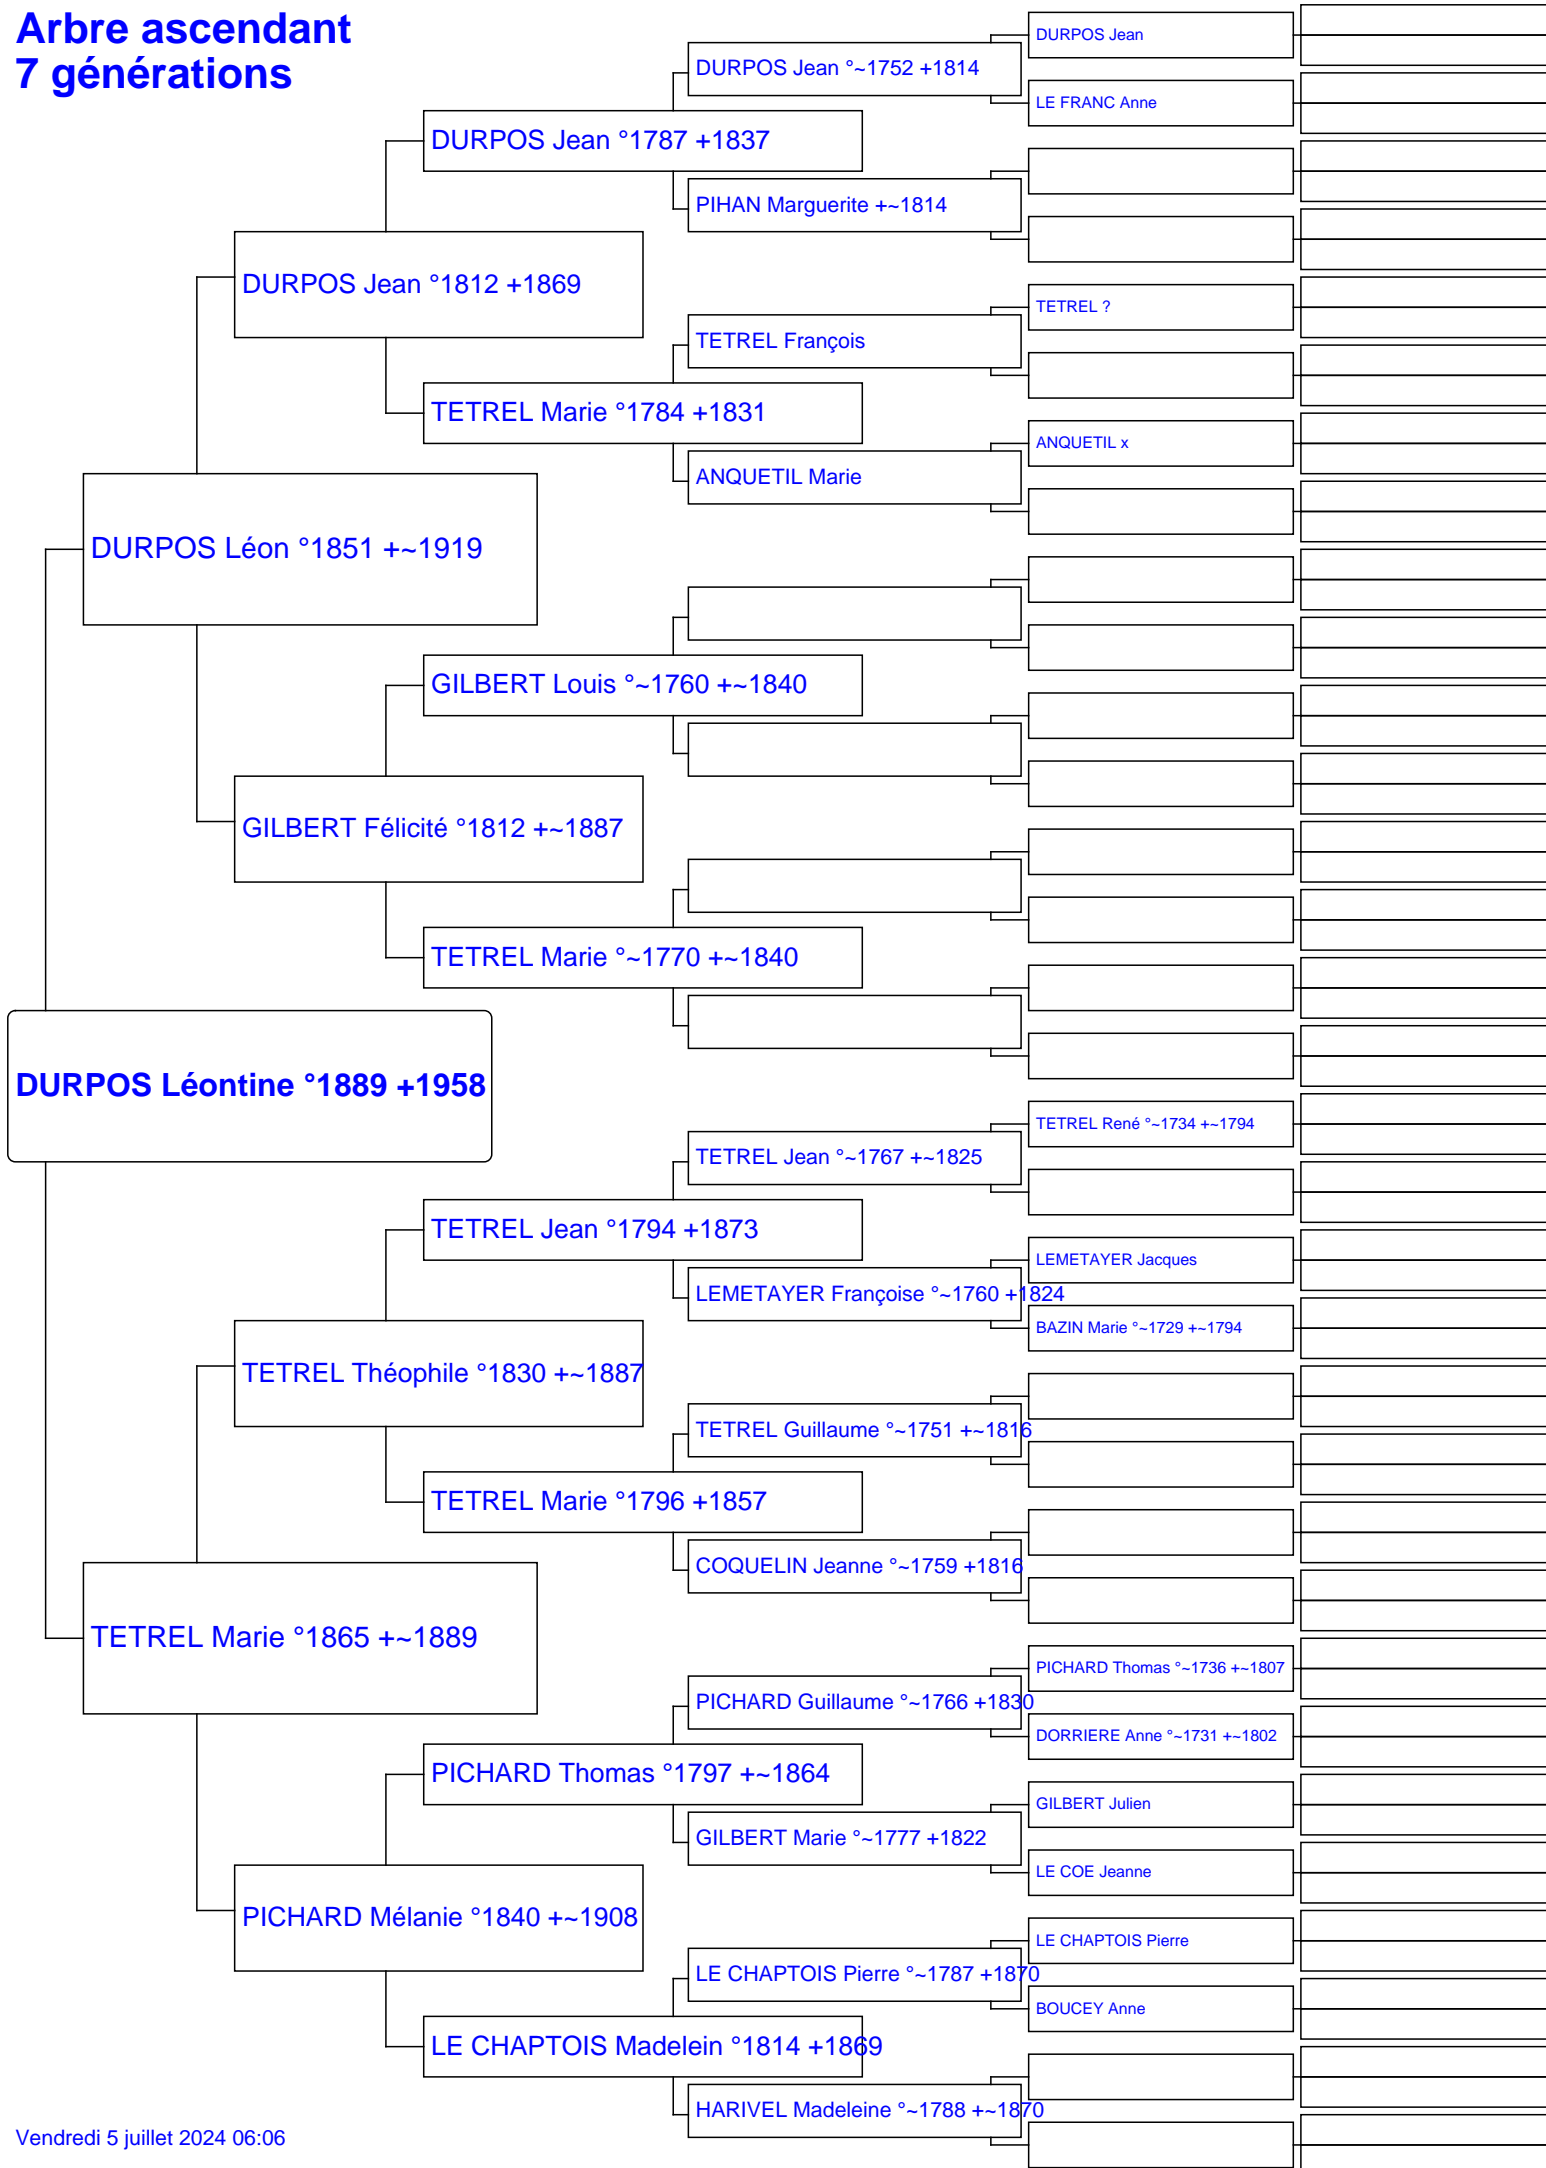 Arbre ascendant
7 générations
DURPOS Jean
DURPOS Jean °~1752 +1814
LE FRANC Anne
DURPOS Jean °1787 +1837
PIHAN Marguerite +~1814
DURPOS Jean °1812 +1869
TETREL ?
TETREL François
TETREL Marie °1784 +1831
ANQUETIL x
ANQUETIL Marie
DURPOS Léon °1851 +~1919
GILBERT Louis °~1760 +~1840
GILBERT Félicité °1812 +~1887
TETREL Marie °~1770 +~1840
DURPOS Léontine °1889 +1958
TETREL René °~1734 +~1794
TETREL Jean °~1767 +~1825
TETREL Jean °1794 +1873
LEMETAYER Jacques
LEMETAYER Françoise °~1760 +1824
BAZIN Marie °~1729 +~1794
TETREL Théophile °1830 +~1887
TETREL Guillaume °~1751 +~1816
TETREL Marie °1796 +1857
COQUELIN Jeanne °~1759 +1816
TETREL Marie °1865 +~1889
PICHARD Thomas °~1736 +~1807
PICHARD Guillaume °~1766 +1830
DORRIERE Anne °~1731 +~1802
PICHARD Thomas °1797 +~1864
GILBERT Julien
GILBERT Marie °~1777 +1822
LE COE Jeanne
PICHARD Mélanie °1840 +~1908
LE CHAPTOIS Pierre
LE CHAPTOIS Pierre °~1787 +1870
BOUCEY Anne
LE CHAPTOIS Madelein °1814 +1869
HARIVEL Madeleine °~1788 +~1870
Vendredi 5 juillet 2024 06:06